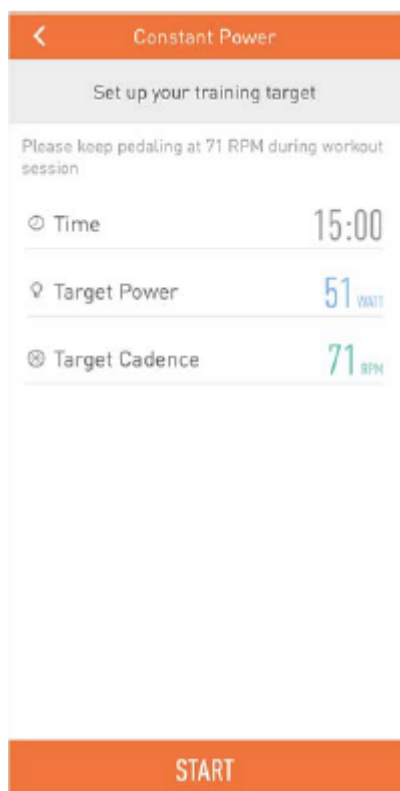 Constant Power
Set up your training target
Please keep pedaling at 71 RPM during workout
session
Time 15:00
Target Power 51 WATT
Target Cadence 71 RPM
START